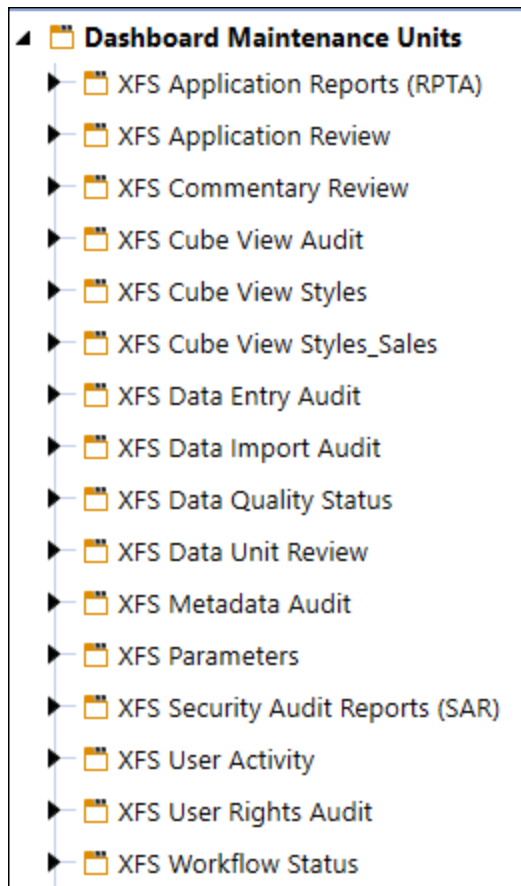 Dashboard Maintenance Units
XFS Application Reports (RPTA)
XFS Application Review
XFS Commentary Review
XFS Cube View Audit
XFS Cube View Styles
XFS Cube View Styles_Sales
XFS Data Entry Audit
XFS Data Import Audit
XFS Data Quality Status
XFS Data Unit Review
XFS Metadata Audit
XFS Parameters
XFS Security Audit Reports (SAR)
XFS User Activity
XFS User Rights Audit
XFS Workflow Status